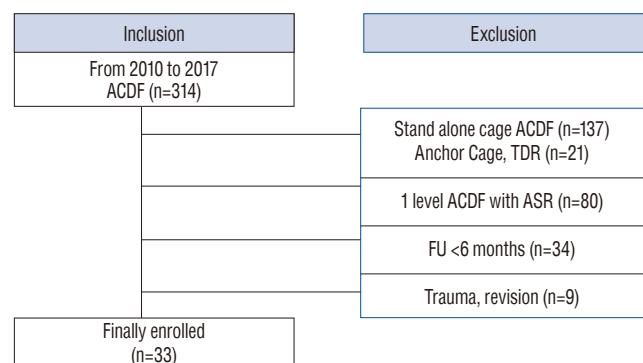 Inclusion
Exclusion
From 2010 to 2017
ACDF (n=314)
Stand alone cage ACDF (n=137)
Anchor Cage, TDR (n=21)
1 level ACDF with ASR (n=80)
FU <6 months (n=34)
Trauma, revision (n=9)
Finally enrolled
(n=33)